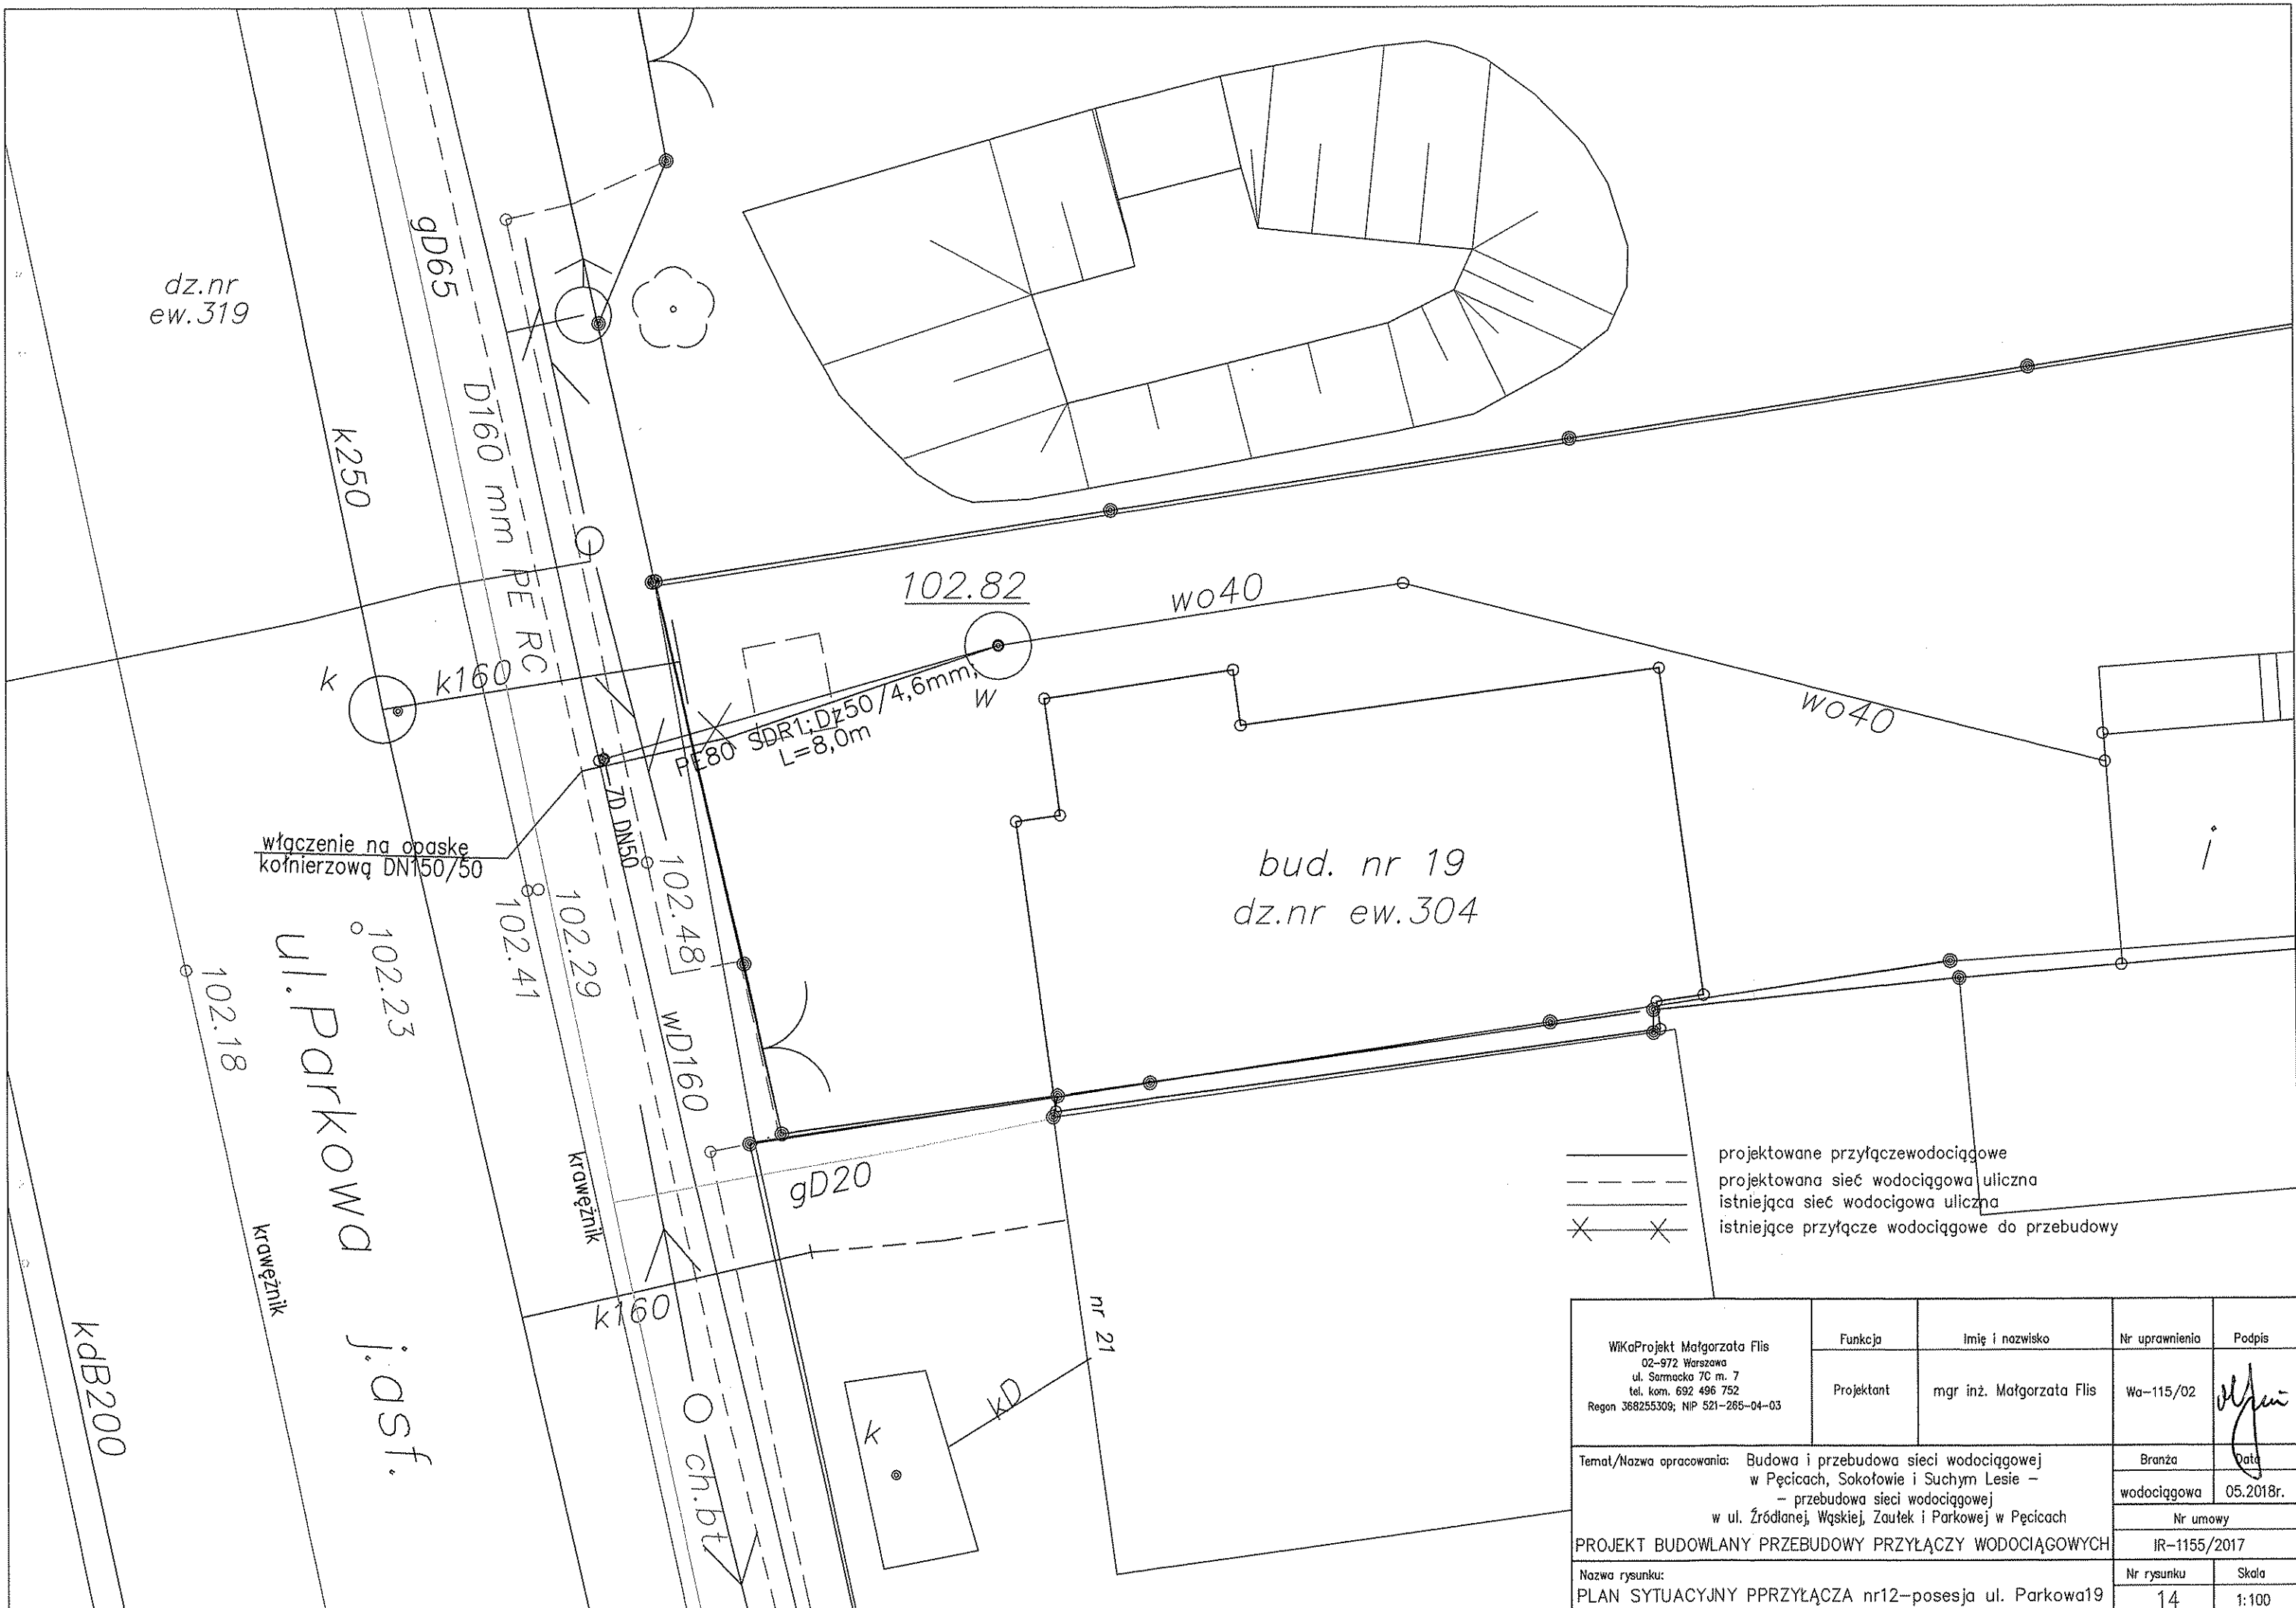 dz.nr
ew.319
gD65
D160 mm PE RC
k250
k
k160
102.82
wo40
wo40
w
PE80 SDR1;Dz50/4,6mm;
L=8,0m
ZD DN50
włączenie na opaskę
kołnierzową DN150/50
bud. nr 19
dz.nr ew.304
i
102.48
102.29
102.41
102.23
102.18
ul.Parkowa j.asf.
wD160
krawężnik
krawężnik
gD20
k160
kdB200
ch.bt.
k
kD
nr 21
projektowane przyłączewodociągowe
projektowana sieć wodociągowa uliczna
istniejąca sieć wodocigowa uliczna
istniejące przyłącze wodociągowe do przebudowy
WiKaProjekt Małgorzata Flis
02-972 Warszawa
ul. Sarmacka 7C m. 7
tel. kom. 692 496 752
Regon 368255309; NIP 521-265-04-03
Funkcja
Imię i nazwisko
Nr uprawnienia
Podpis
Projektant
mgr inż. Małgorzata Flis
Wa-115/02
Temat/Nazwa opracowania: Budowa i przebudowa sieci wodociągowej
w Pęcicach, Sokołowie i Suchym Lesie -
- przebudowa sieci wodociągowej
w ul. Źródlanej, Wąskiej, Zaułek i Parkowej w Pęcicach
PROJEKT BUDOWLANY PRZEBUDOWY PRZYŁĄCZY WODOCIĄGOWYCH
Branża
Data
wodociągowa
05.2018r.
Nr umowy
IR-1155/2017
Nazwa rysunku:
PLAN SYTUACYJNY PPRZYŁĄCZA nr12-posesja ul. Parkowa19
Nr rysunku
Skala
14
1:100